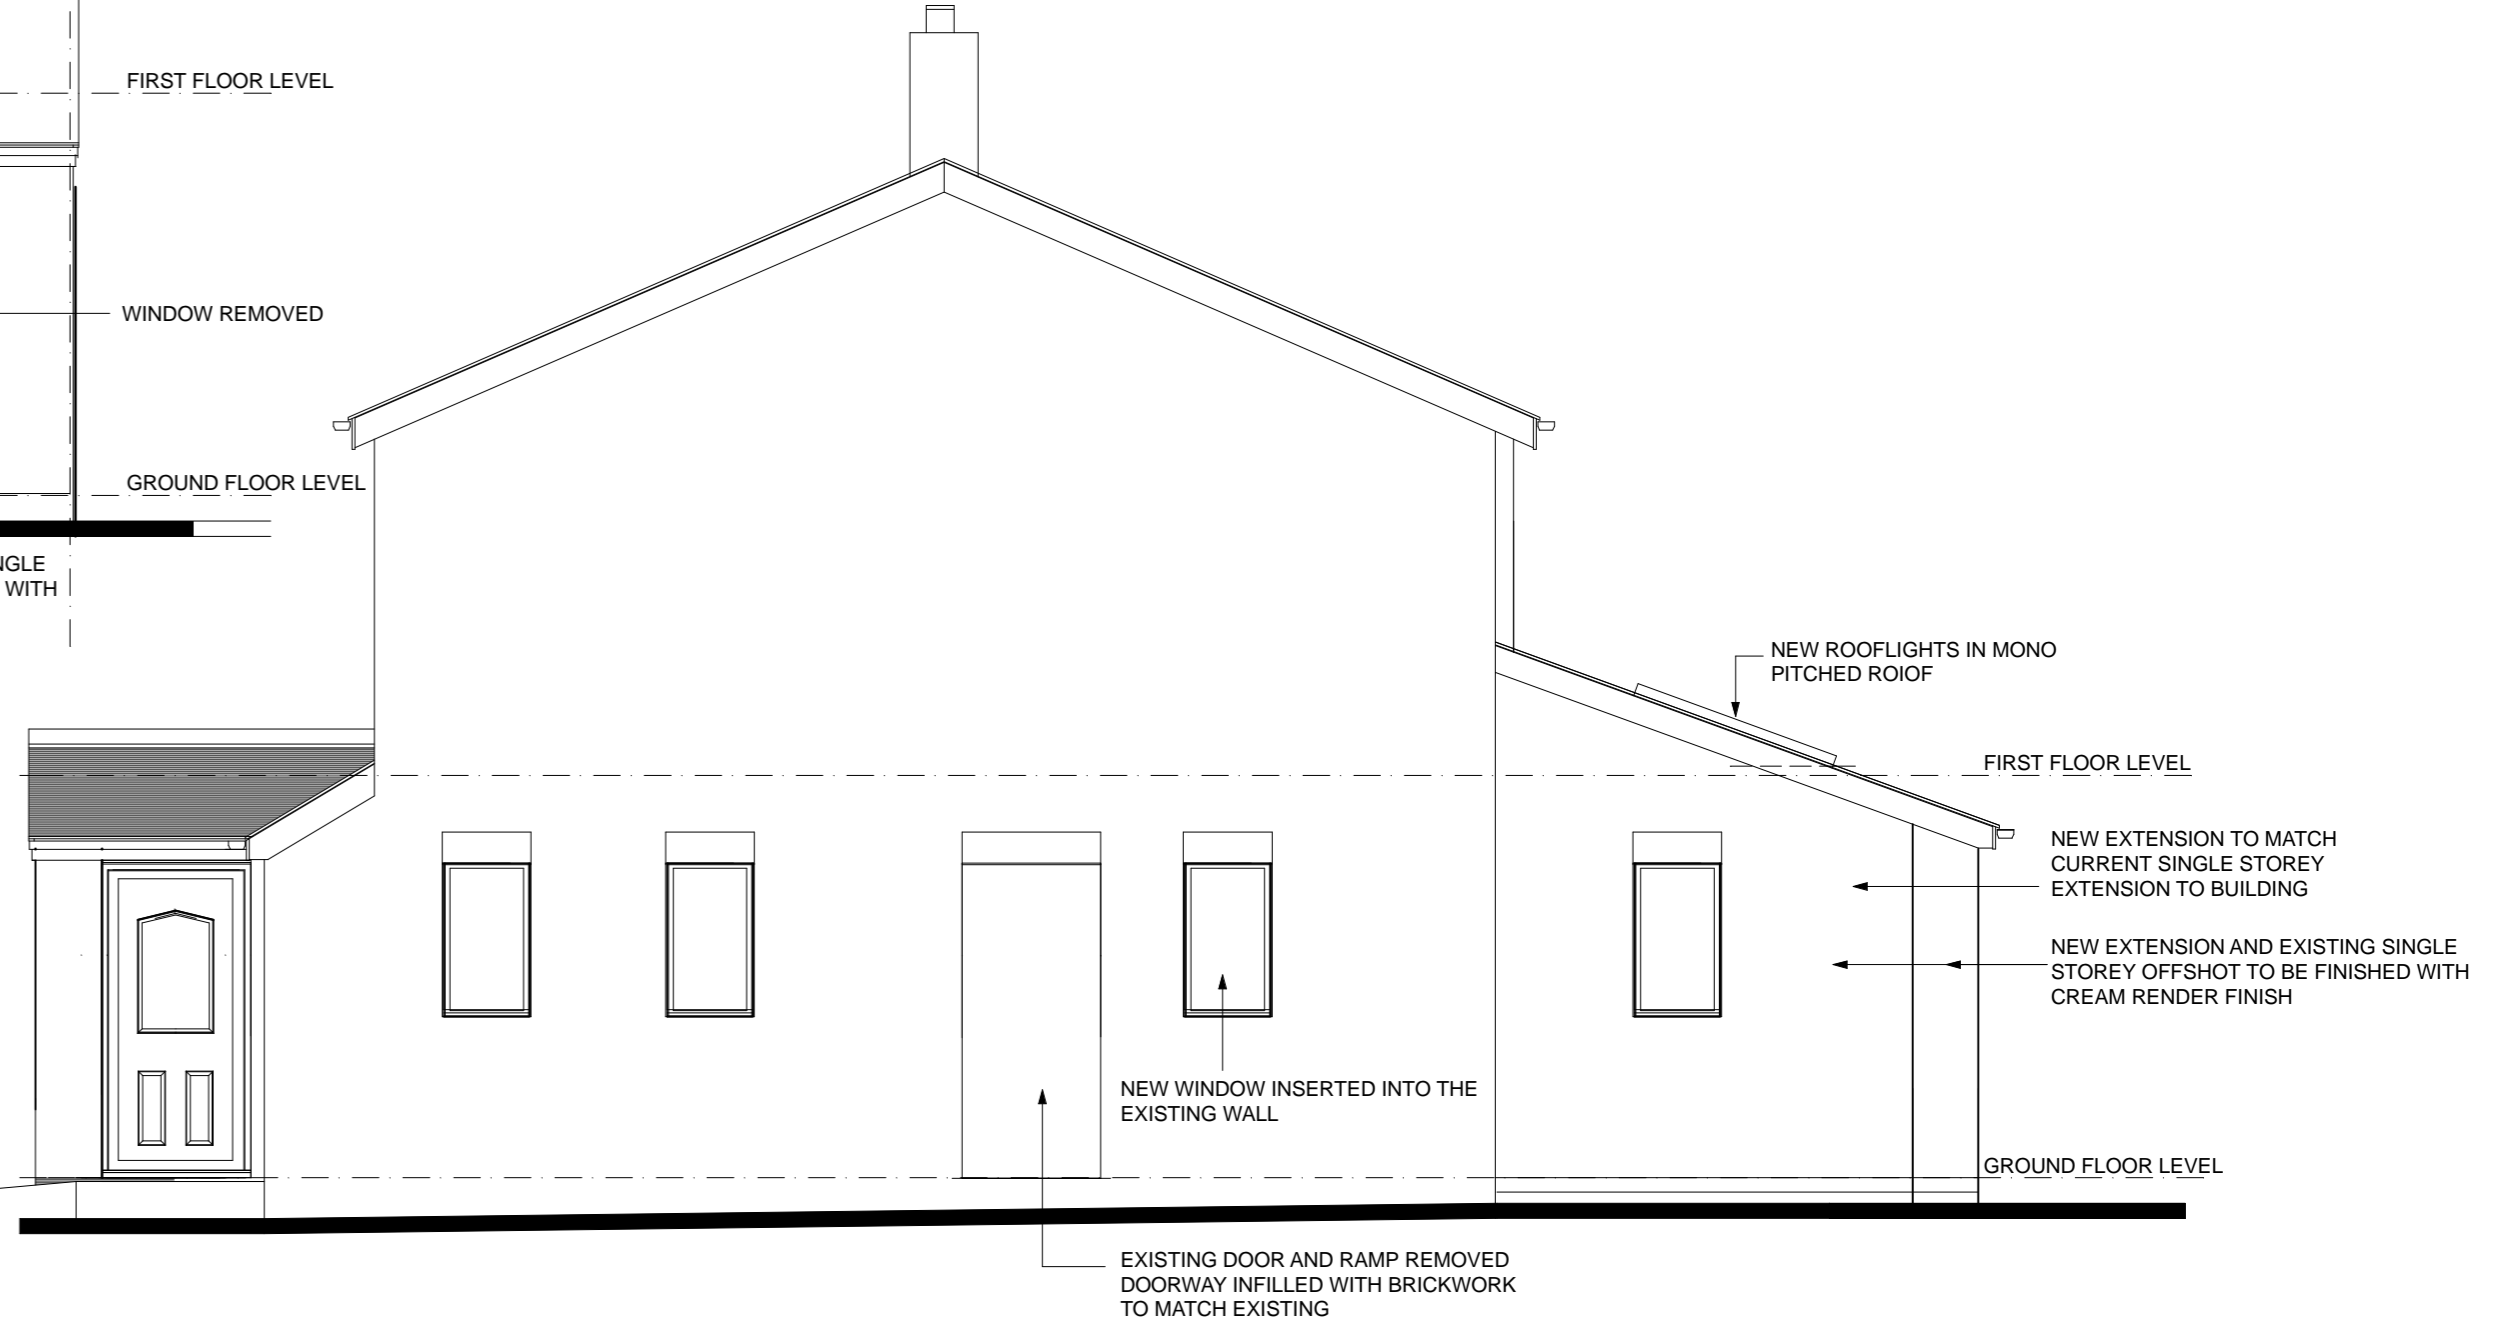 FIRST FLOOR LEVEL
WINDOW REMOVED
GROUND FLOOR LEVEL
NGLE
WITH
NEW ROOFLIGHTS IN MONO
PITCHED ROIOF
FIRST FLOOR LEVEL
NEW EXTENSION TO MATCH
CURRENT SINGLE STOREY
EXTENSION TO BUILDING
NEW EXTENSION AND EXISTING SINGLE
STOREY OFFSHOT TO BE FINISHED WITH
CREAM RENDER FINISH
NEW WINDOW INSERTED INTO THE
EXISTING WALL
GROUND FLOOR LEVEL
EXISTING DOOR AND RAMP REMOVED
DOORWAY INFILLED WITH BRICKWORK
TO MATCH EXISTING